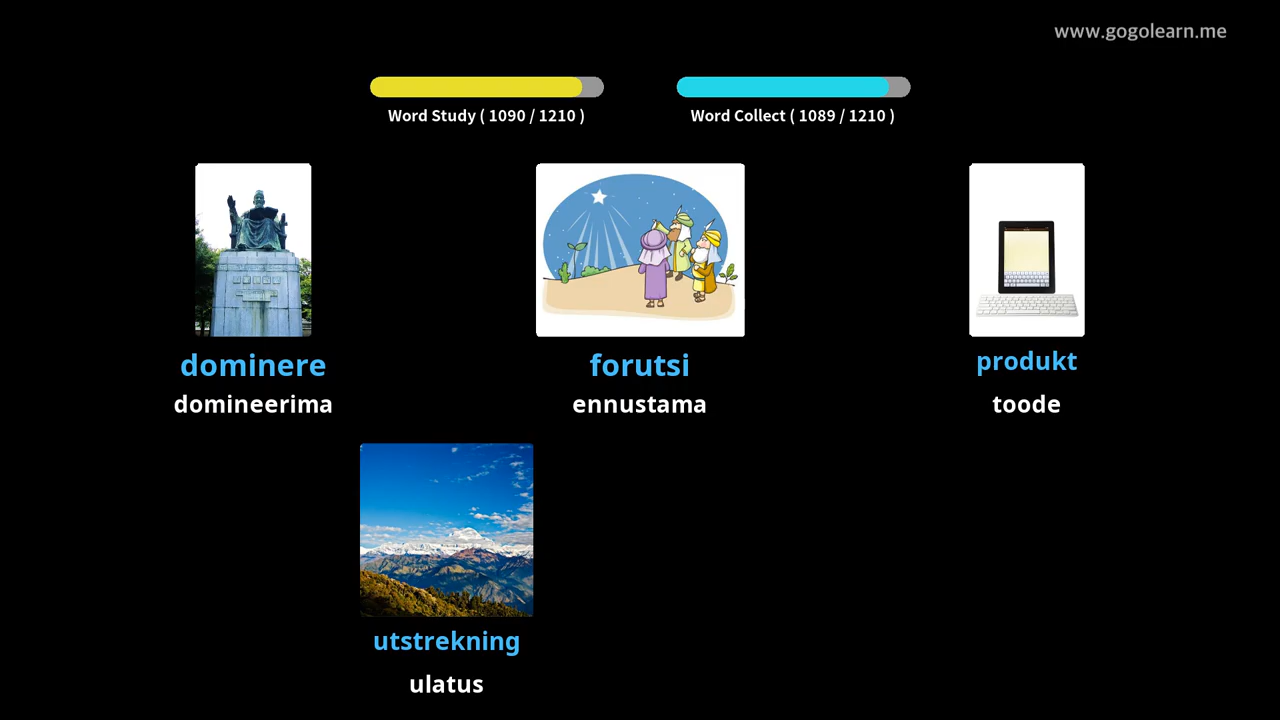 www.gogolearn.me
Word Study ( 1090 / 1210 )
Word Collect ( 1089 / 1210 )
dominere
domineerima
forutsi
ennustama
produkt
toode
utstrekning
ulatus